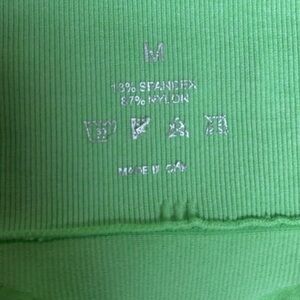 M
13% SPANDEX
87% NYLON
MADE IN